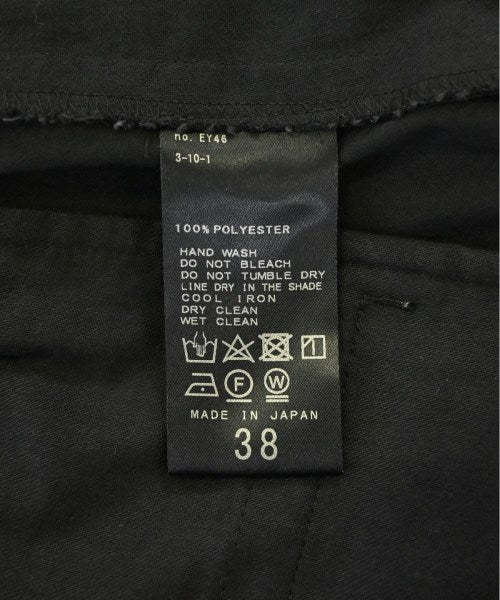 no. EY46
3-10-1
100% POLYESTER
HAND WASH
DO NOT BLEACH
DO NOT TUMBLE DRY
LINE DRY IN THE SHADE
COOL IRON
DRY CLEAN
WET CLEAN
F W
MADE IN JAPAN
38